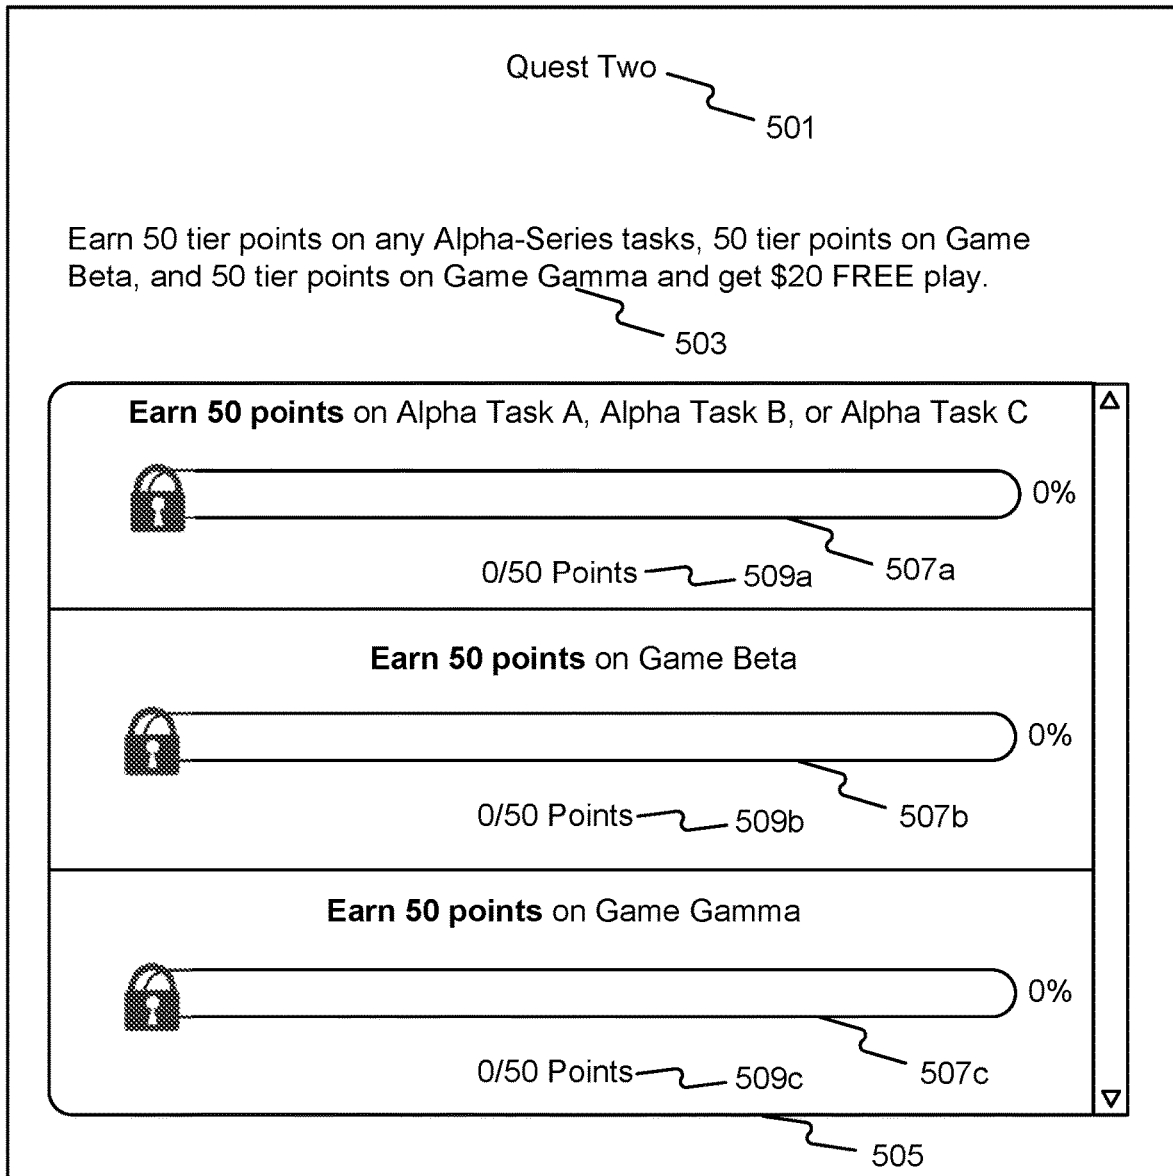 Quest Two
501
Earn 50 tier points on any Alpha-Series tasks, 50 tier points on Game
Beta, and 50 tier points on Game Gamma and get $20 FREE play.
503
Earn 50 points on Alpha Task A, Alpha Task B, or Alpha Task C
0%
0/50 Points 509a 507a
Earn 50 points on Game Beta
0%
0/50 Points 509b 507b
Earn 50 points on Game Gamma
0%
0/50 Points 509c 507c
505